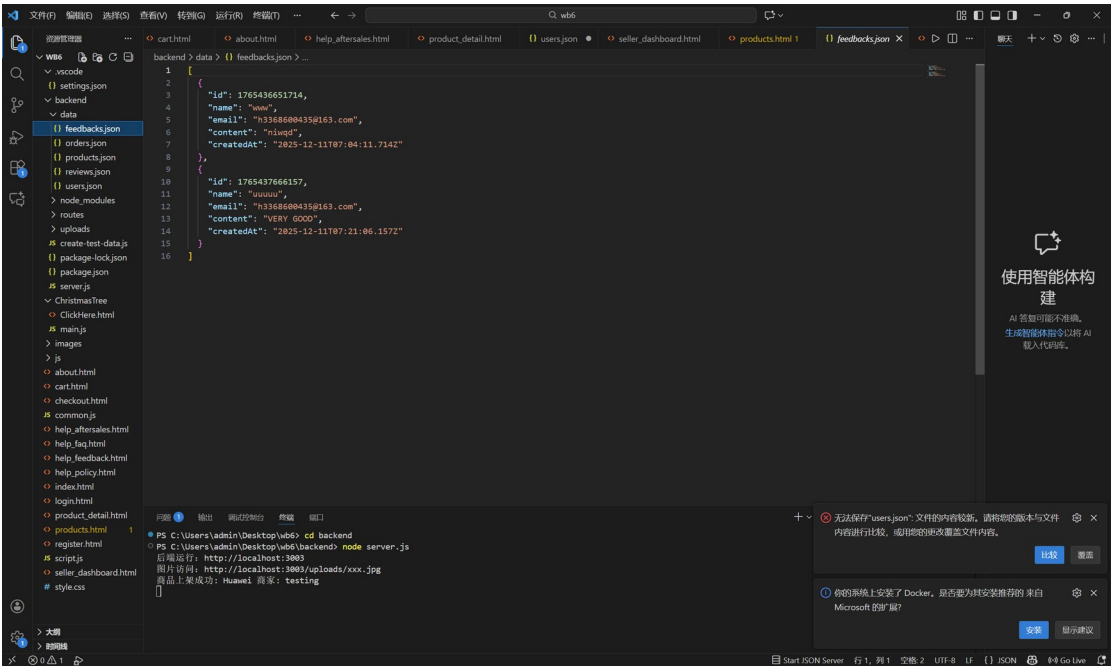 文件(F) 编辑(E) 选择(S) 查看(V) 转到(G) 运行(R) 终端(T) ··· wb6
资源管理器 ···
cart.html about.html help_aftersales.html product_detail.html users.json seller_dashboard.html products.html 1 feedbacks.json
聊天
WB6
.vscode
settings.json
backend
data
feedbacks.json
orders.json
products.json
reviews.json
users.json
node_modules
routes
uploads
create-test-data.js
package-lock.json
package.json
server.js
ChristmasTree
ClickHere.html
main.js
images
js
about.html
cart.html
checkout.html
common.js
help_aftersales.html
help_faq.html
help_feedback.html
help_policy.html
index.html
login.html
product_detail.html
products.html 1
register.html
script.js
seller_dashboard.html
style.css
大纲
时间线
backend > data > {} feedbacks.json > ...
1 [
2 {
3 "id": 1765436651714,
4 "name": "www",
5 "email": "h3368600435@163.com",
6 "content": "niwqd",
7 "createdAt": "2025-12-11T07:04:11.714Z"
8 },
9 {
10 "id": 1765437666157,
11 "name": "uuuuu",
12 "email": "h3368600435@163.com",
13 "content": "VERY GOOD",
14 "createdAt": "2025-12-11T07:21:06.157Z"
15 }
16 ]
使用智能体构
建
AI 答复可能不准确。
生成智能体指令以将 AI
载入代码库。
问题 1 输出 调试控制台 终端 端口
PS C:\Users\admin\Desktop\wb6> cd backend
PS C:\Users\admin\Desktop\wb6\backend> node server.js
后端运行: http://localhost:3003
图片访问: http://localhost:3003/uploads/xxx.jpg
商品上架成功: Huawei 商家: testing
无法保存"users.json": 文件的内容较新。请将您的版本与文件
内容进行比较，或用您的更改覆盖文件内容。
比较 覆盖
你的系统上安装了 Docker。是否要为其安装推荐的 来自
Microsoft 的扩展?
安装 显示建议
0 1 Start JSON Server 行 1, 列 1 空格: 2 UTF-8 LF {} JSON Go Live